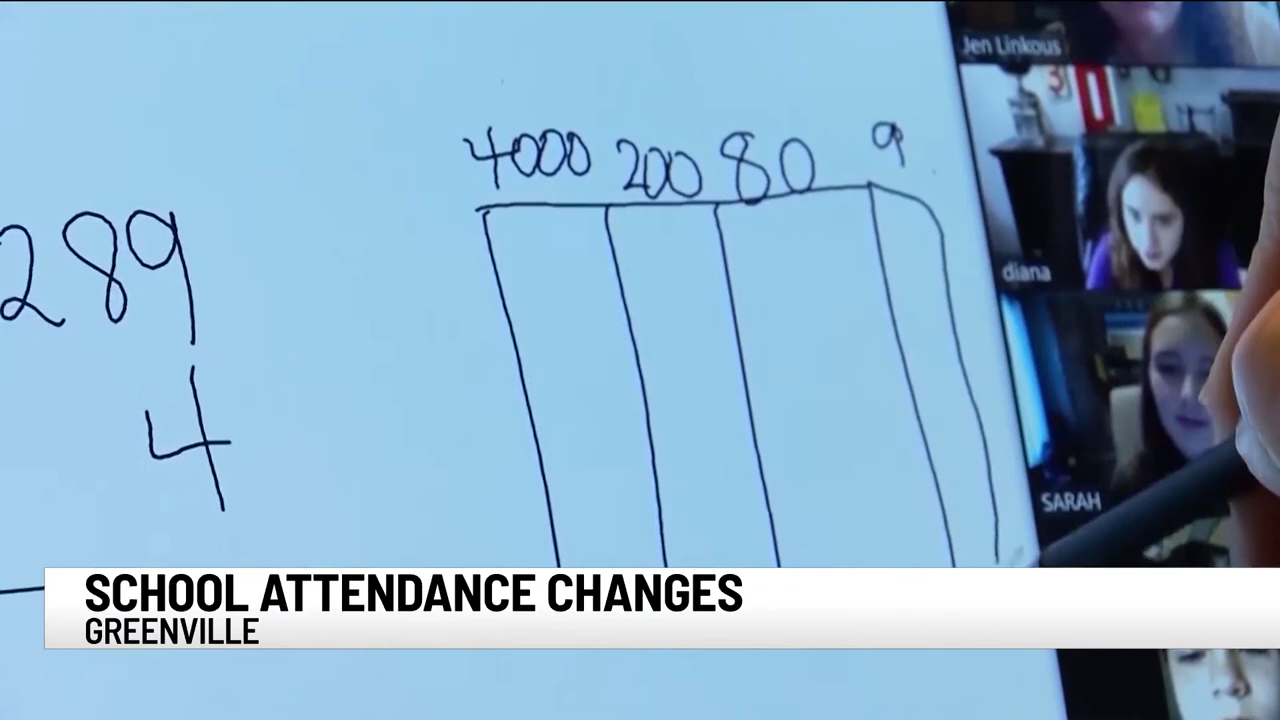 Jen Linkous
4000 200 80 9
289
diana
4
SARAH
SCHOOL ATTENDANCE CHANGES
GREENVILLE